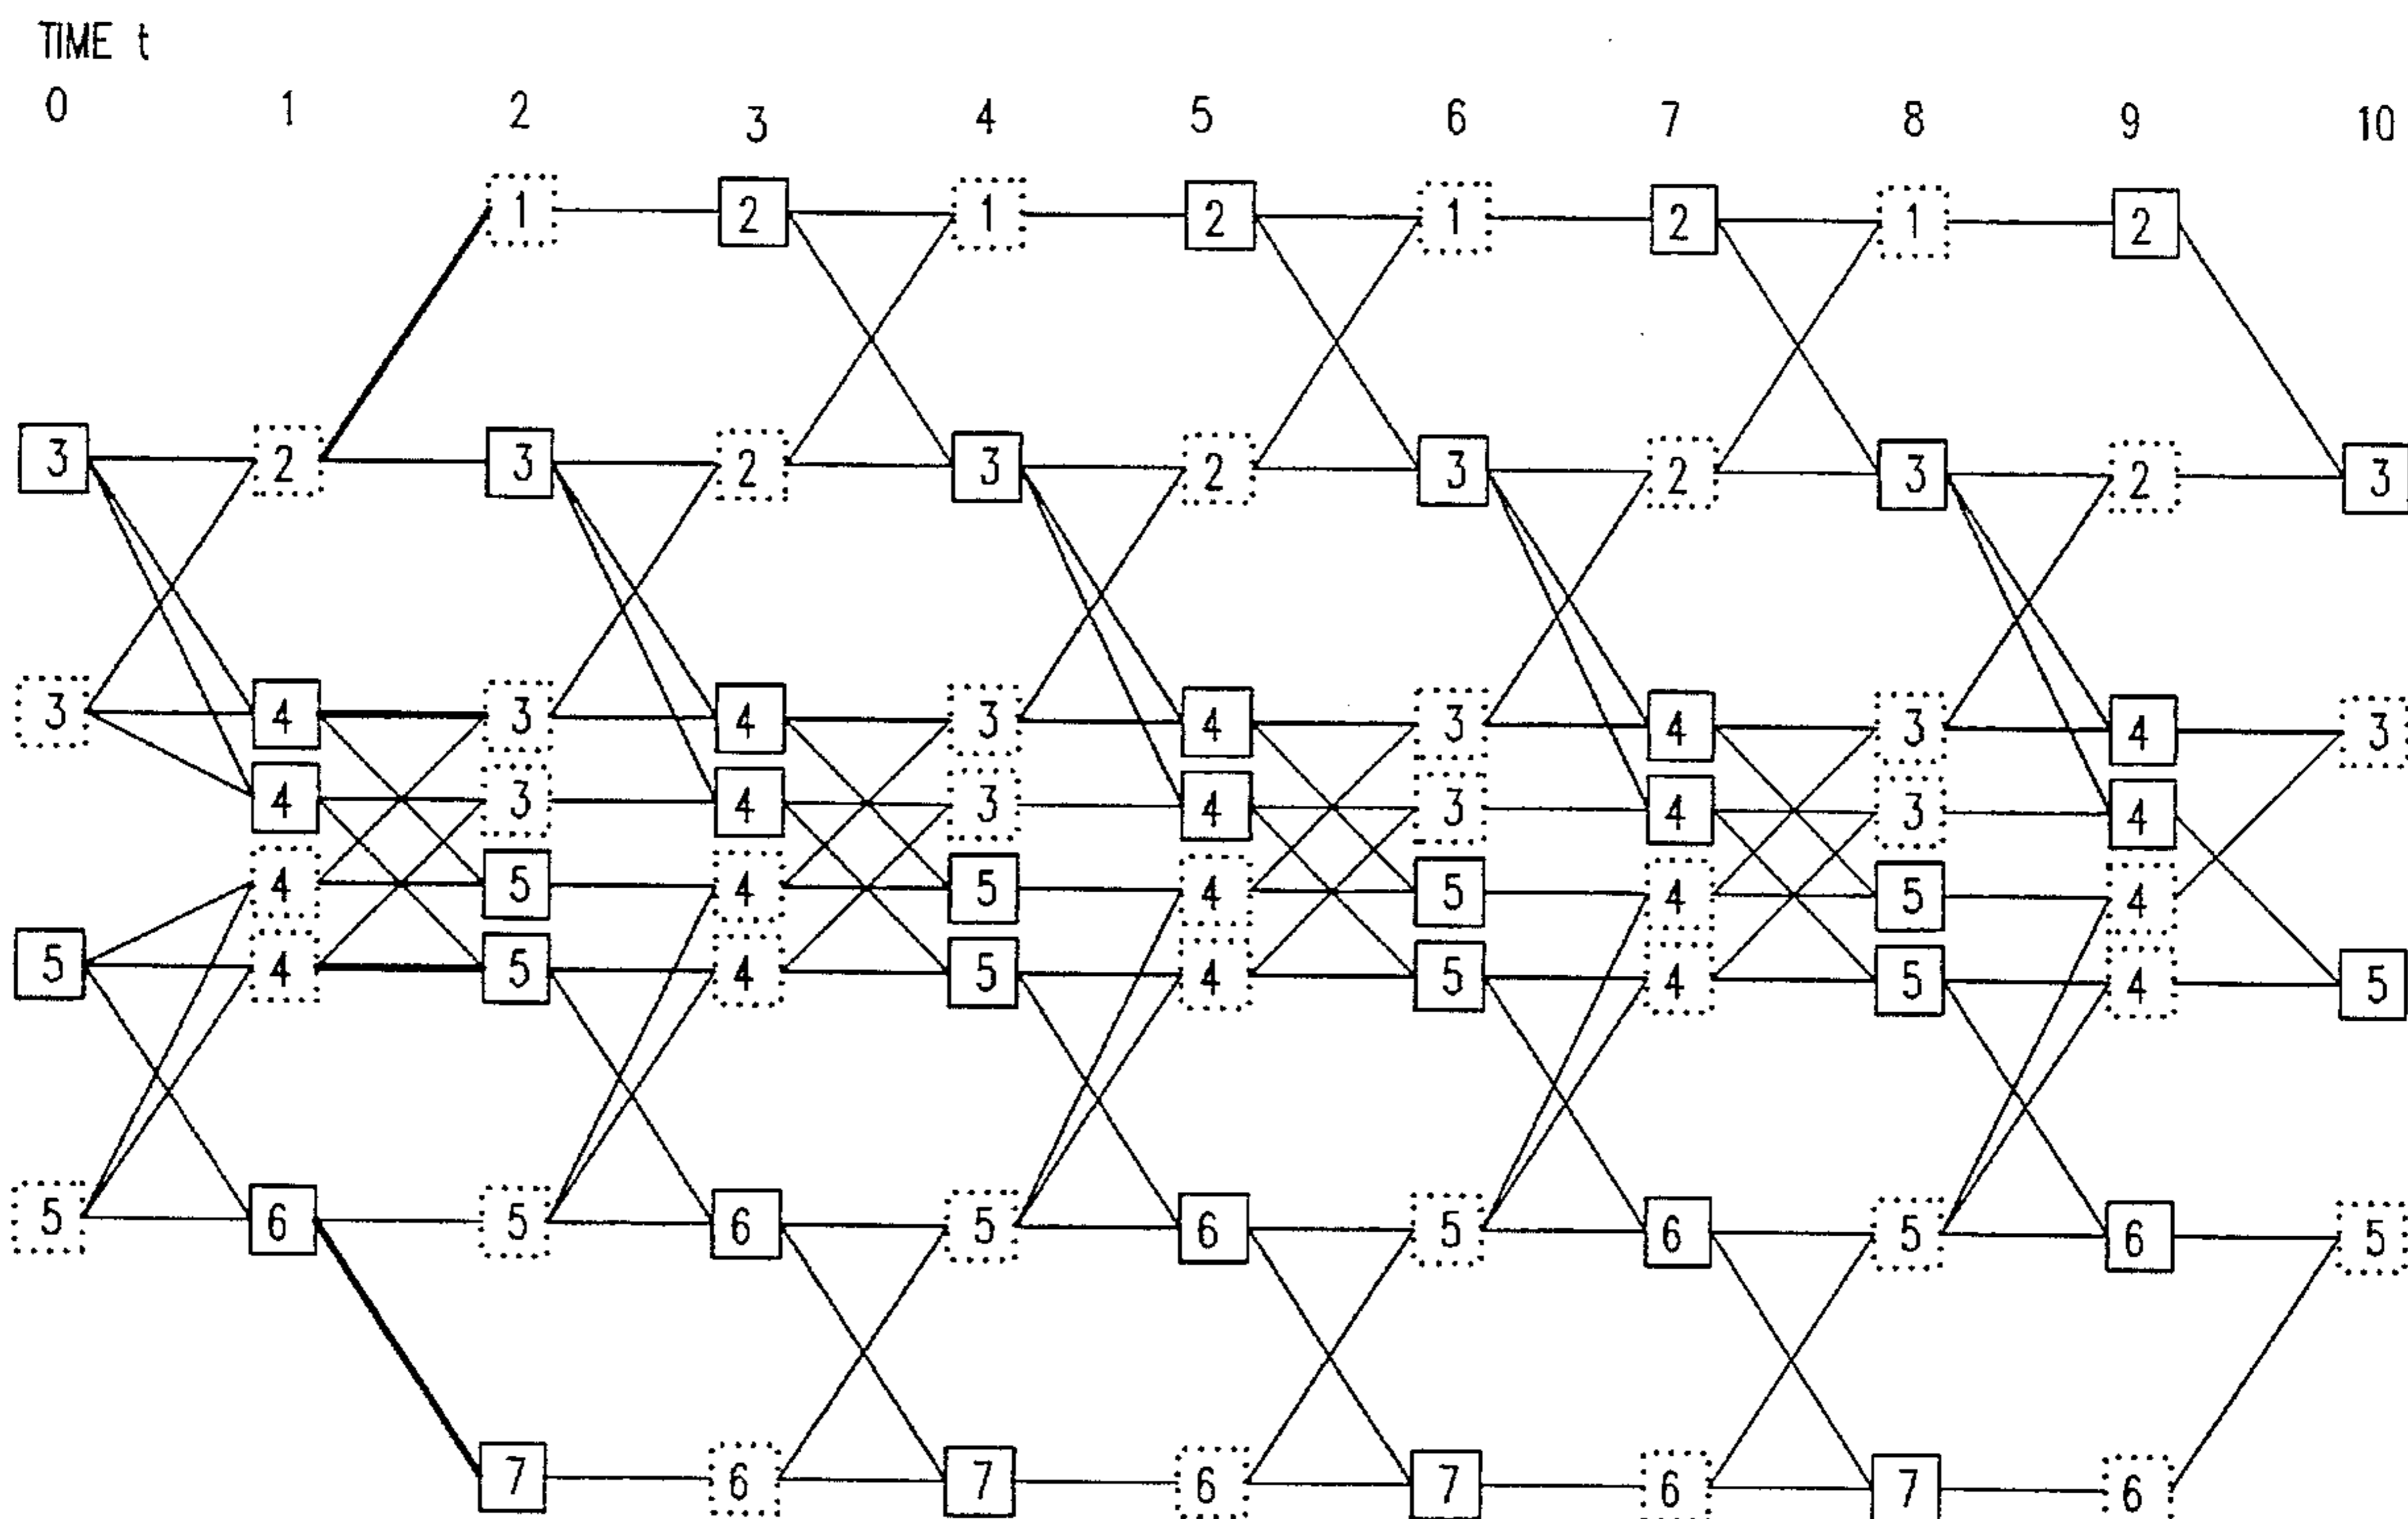 TIME t
0 1 2 3 4 5 6 7 8 9 10
1 2 1 2 1 2 1 2
3 2 3 2 3 2 3 2 3 2 3
3 4 3 4 3 4 3 4 3 4 3
4 3 4 3 4 3 4 3 4
4 5 4 5 4 5 4 5 4
5 4 5 4 5 4 5 4 5 4 5
5 6 5 6 5 6 5 6 5 6 5
7 6 7 6 7 6 7 6